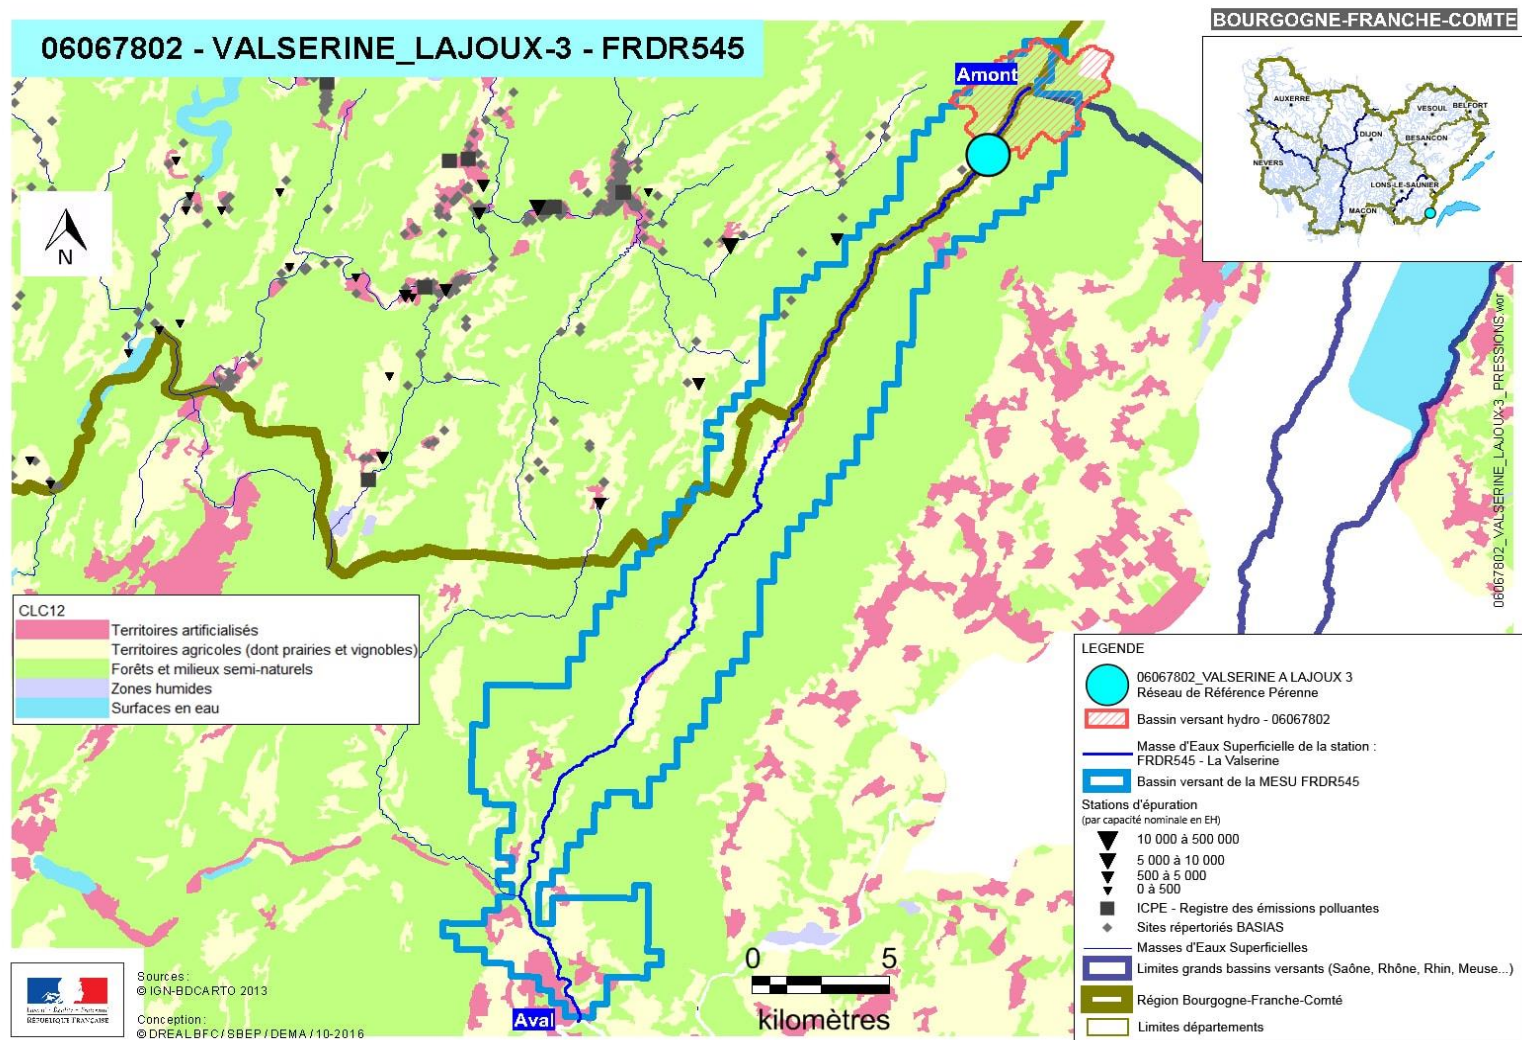 BOURGOGNE-FRANCHE-COMTE
06067802 - VALSERINE_LAJOUX-3 - FRDR545
Amont
AUXERRE
VESOUL
BELFORT
DIJON
BESANCON
NEVERS
LONS-LE-SAUNIER
MACON
N
06067802_VALSERINE_LAJOUX-3_PRESSIONS.wor
CLC12
Territoires artificialisés
Territoires agricoles (dont prairies et vignobles)
Forêts et milieux semi-naturels
Zones humides
Surfaces en eau
LEGENDE
06067802_VALSERINE A LAJOUX 3
Réseau de Référence Pérenne
Bassin versant hydro - 06067802
Masse d'Eaux Superficielle de la station :
FRDR545 - La Valserine
Bassin versant de la MESU FRDR545
Stations d'épuration
(par capacité nominale en EH)
10 000 à 500 000
5 000 à 10 000
500 à 5 000
0 à 500
ICPE - Registre des émissions polluantes
Sites répertoriés BASIAS
Masses d'Eaux Superficielles
Limites grands bassins versants (Saône, Rhône, Rhin, Meuse...)
Région Bourgogne-Franche-Comté
Limites départements
0 5
kilomètres
Aval
Liberté • Égalité • Fraternité
RÉPUBLIQUE FRANÇAISE
Sources :
© IGN-BDCARTO 2013
Conception :
© DREAL BFC / SBEP / DEMA / 10-2016